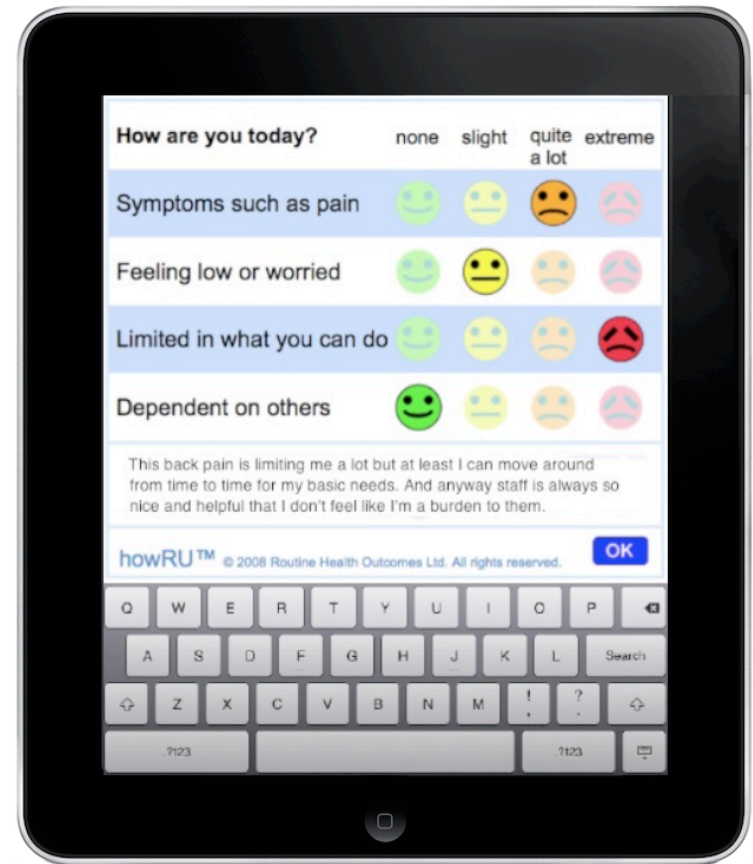 How are you today? none slight quite a lot extreme
Symptoms such as pain
Feeling low or worried
Limited in what you can do
Dependent on others
This back pain is limiting me a lot but at least I can move around
from time to time for my basic needs. And anyway staff is always so
nice and helpful that I don't feel like I'm a burden to them.
howRU™ © 2008 Routine Health Outcomes Ltd. All rights reserved. OK
Q W E R T Y U I O P
A S D F G H J K L Search
Z X C V B N M ! , ? .
.?123 .?123